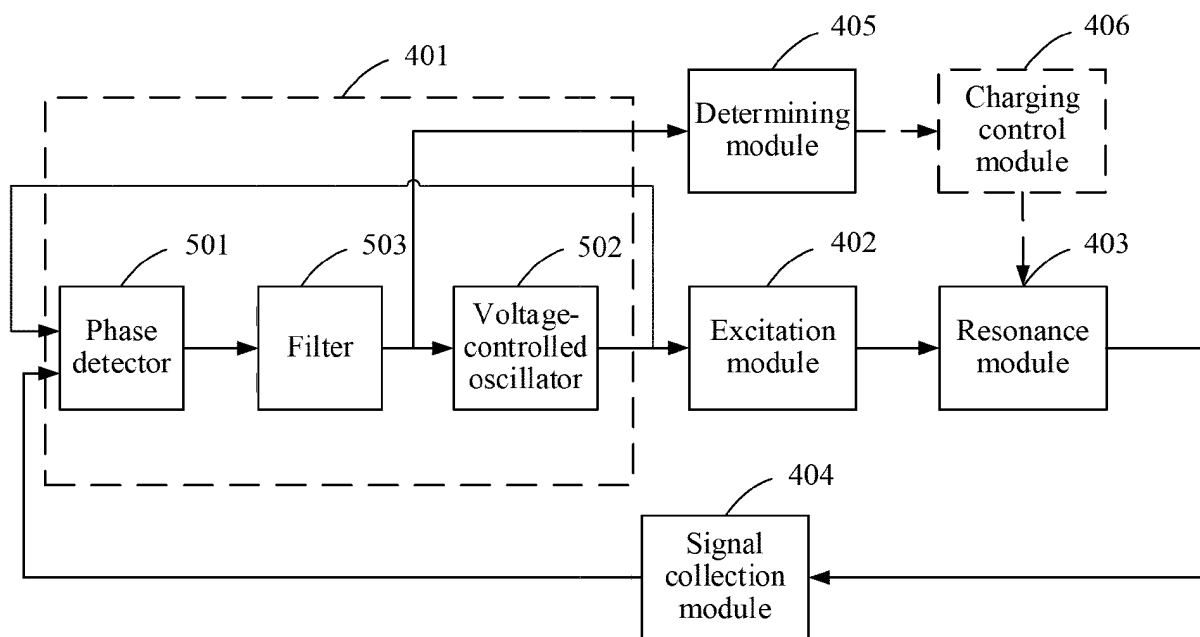 401
405
406
Determining
module
Charging
control
module
501
503
502
402
403
Phase
detector
Filter
Voltage-
controlled
oscillator
Excitation
module
Resonance
module
404
Signal
collection
module